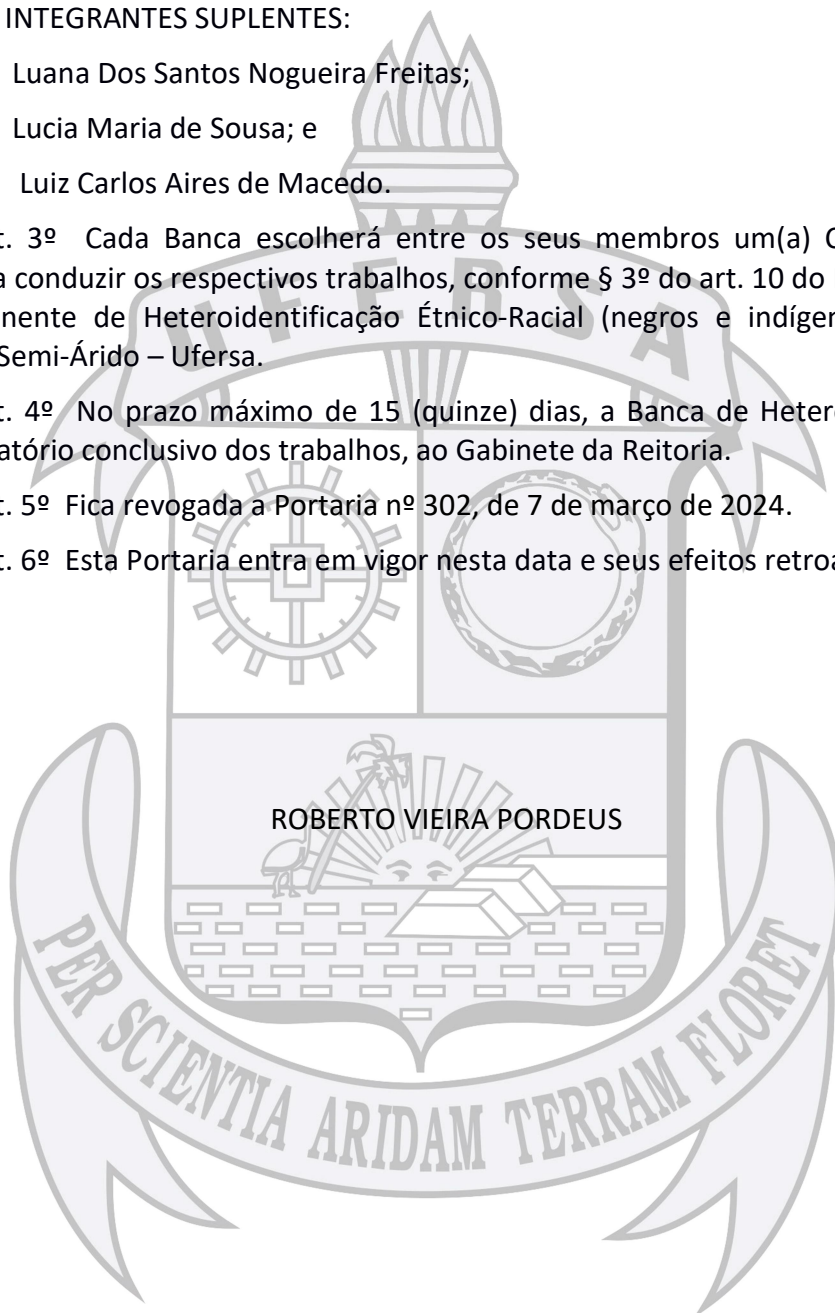 INTEGRANTES SUPLENTES:
Luana Dos Santos Nogueira Freitas;
Lucia Maria de Sousa; e
Luiz Carlos Aires de Macedo.
t. 3º Cada Banca escolherá entre os seus membros um(a) C
a conduzir os respectivos trabalhos, conforme § 3º do art. 10 do
nente de Heteroidentificação Étnico-Racial (negros e indíge
Semi-Árido – Ufersa.
t. 4º No prazo máximo de 15 (quinze) dias, a Banca de Heter
atório conclusivo dos trabalhos, ao Gabinete da Reitoria.
t. 5º Fica revogada a Portaria nº 302, de 7 de março de 2024.
t. 6º Esta Portaria entra em vigor nesta data e seus efeitos retroa
UFERSA
ROBERTO VIEIRA PORDEUS
PER SCIENTIA ARIDAM TERRAM FLORET